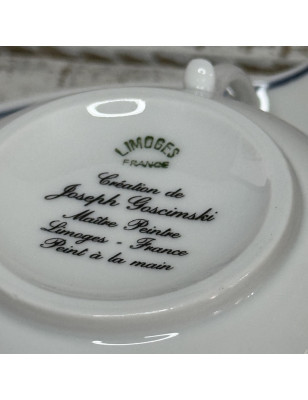 LIMOGES
FRANCE
Création de
Joseph Goscimski
Maître Peintre
Limoges - France
Peint à la main